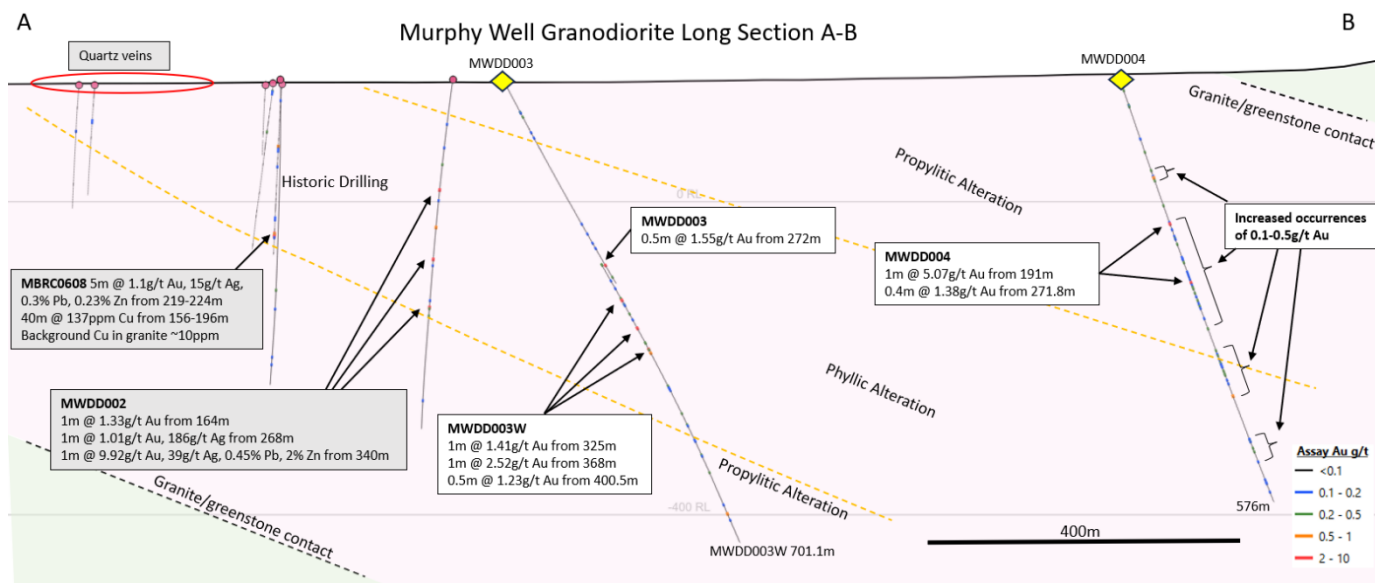 A
Murphy Well Granodiorite Long Section A-B
B
Quartz veins
MWDD003
MWDD004
Granite/greenstone contact
Propylitic Alteration
Historic Drilling
0 RL
MWDD003
0.5m @ 1.55g/t Au from 272m
Increased occurrences
of 0.1-0.5g/t Au
MWDD004
1m @ 5.07g/t Au from 191m
0.4m @ 1.38g/t Au from 271.8m
MBRC0608 5m @ 1.1g/t Au, 15g/t Ag,
0.3% Pb, 0.23% Zn from 219-224m
40m @ 137ppm Cu from 156-196m
Background Cu in granite ~10ppm
Phyllic Alteration
MWDD002
1m @ 1.33g/t Au from 164m
1m @ 1.01g/t Au, 186g/t Ag from 268m
1m @ 9.92g/t Au, 39g/t Ag, 0.45% Pb, 2% Zn from 340m
MWDD003W
1m @ 1.41g/t Au from 325m
1m @ 2.52g/t Au from 368m
0.5m @ 1.23g/t Au from 400.5m
Granite/greenstone contact
Propylitic Alteration
-400 RL
MWDD003W 701.1m
400m
576m
Assay Au g/t
<0.1
0.1 - 0.2
0.2 - 0.5
0.5 - 1
2 - 10